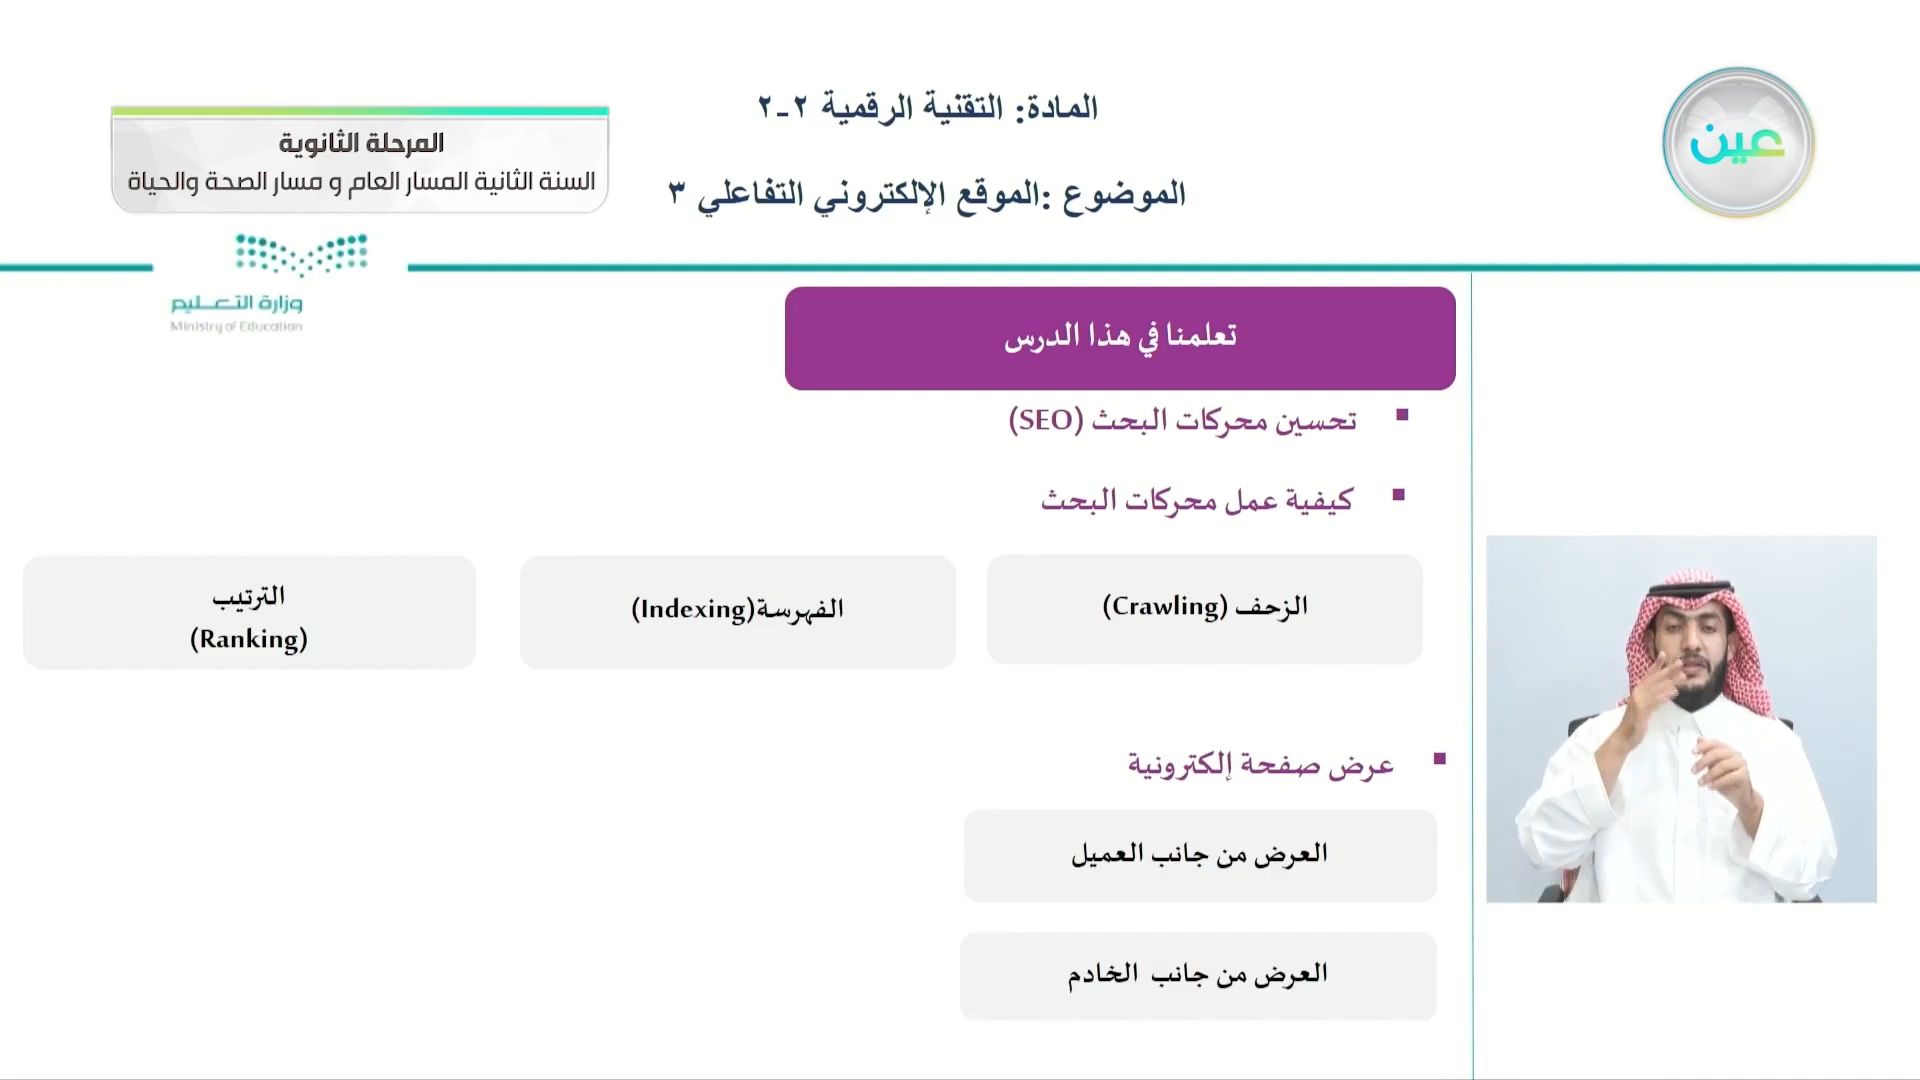 المادة: التقنية الرقمية ٢-٢
الموضوع :الموقع الإلكتروني التفاعلي ٣
عين
المرحلة الثانوية
السنة الثانية المسار العام و مسار الصحة والحياة
وزارة التعليم
Ministry of Education
تعلمنا في هذا الدرس
تحسين محركات البحث (SEO)
كيفية عمل محركات البحث
الزحف (Crawling)
الفهرسة(Indexing)
الترتيب
(Ranking)
عرض صفحة إلكترونية
العرض من جانب العميل
العرض من جانب الخادم